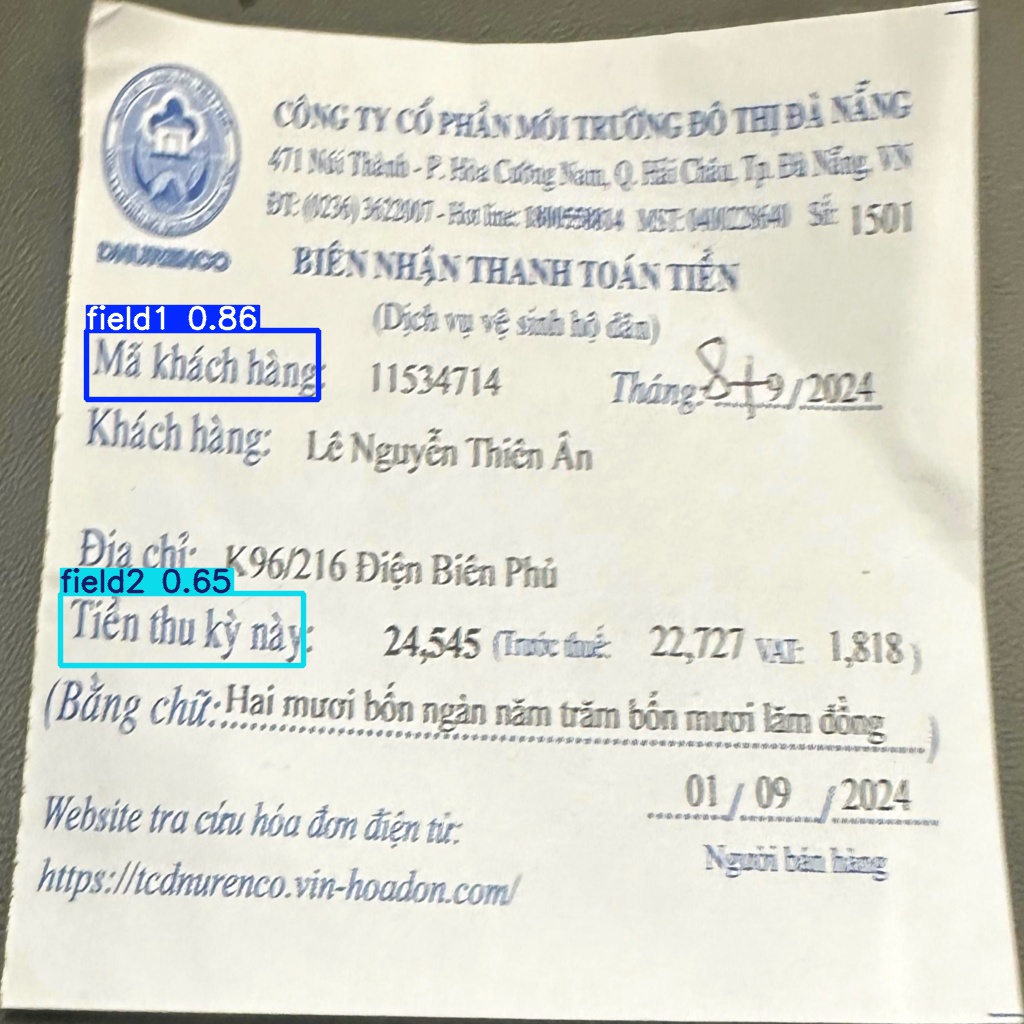 CÔNG TY CỔ PHẦN MÔI TRƯỜNG ĐÔ THỊ ĐÀ NẴNG
471 Núi Thành - P. Hòa Cường Nam, Q. Hải Châu, Tp. Đà Nẵng, VN
ĐT: (0236) 3622007 - Hot line: MST: Số: 1501
DNURENCO
BIÊN NHẬN THANH TOÁN TIỀN
(Dịch vụ vệ sinh hộ dân)
field1 0.86
Mã khách hàng: 11534714 Tháng: 8+9/2024
Khách hàng: Lê Nguyễn Thiên Ân
Địa chỉ: K96/216 Điện Biên Phủ
field2 0.65
Tiền thu kỳ này: 24,545 (Trước thuế: 22,727 VAT: 1,818)
(Bằng chữ: Hai mươi bốn ngàn năm trăm bốn mươi lăm đồng)
01 / 09 / 2024
Website tra cứu hóa đơn điện tử:
Người bán hàng
https://tcdnurenco.vin-hoadon.com/